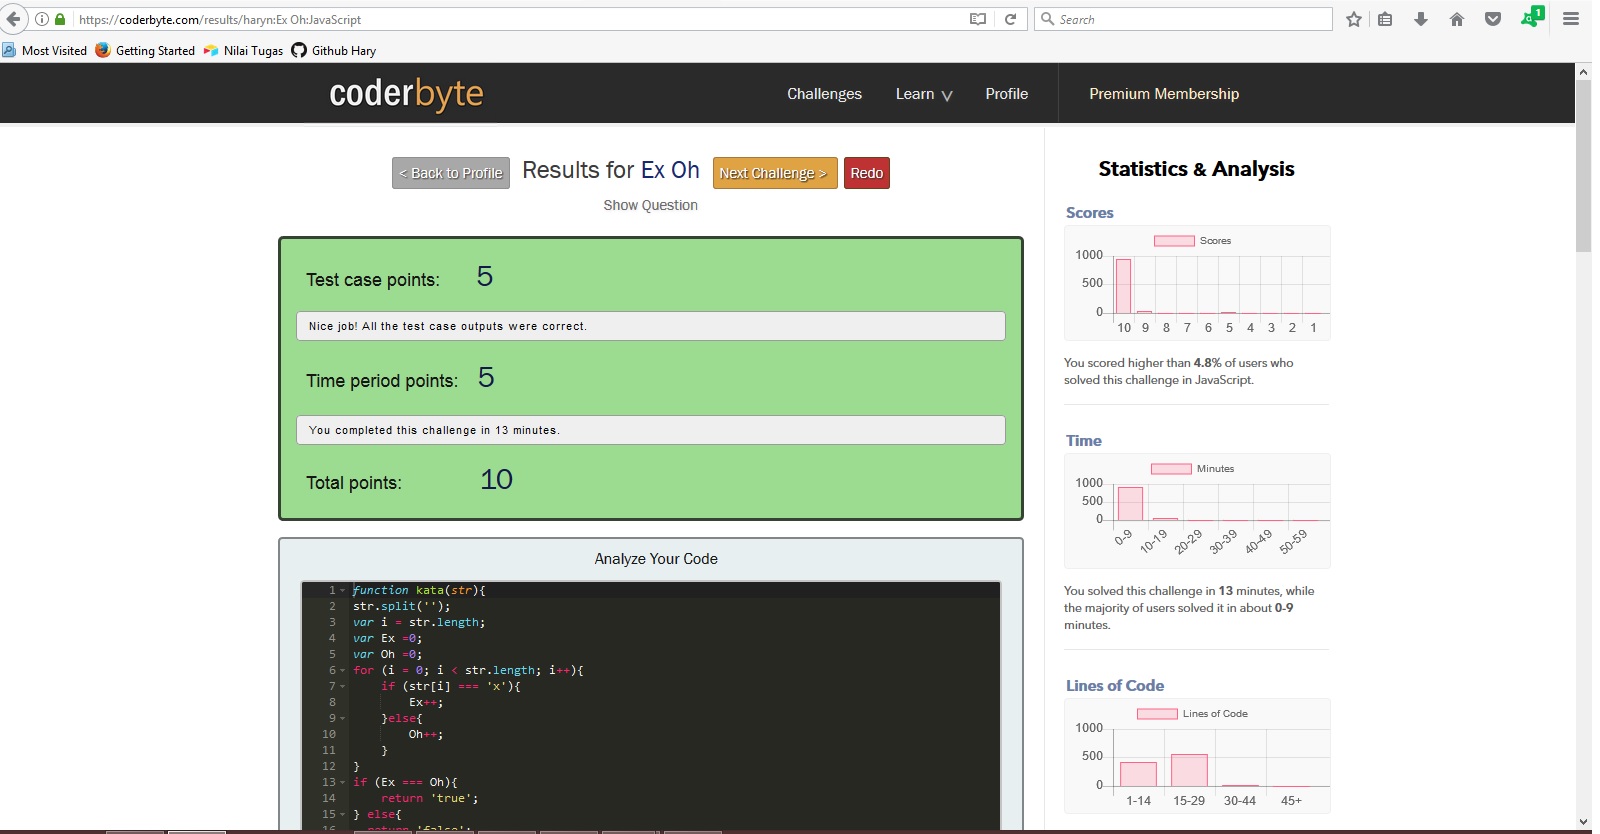 https://coderbyte.com/results/haryn:Ex Oh:JavaScript
Search
1
Most Visited Getting Started Nilai Tugas Github Hary
coderbyte
Challenges Learn Profile Premium Membership
< Back to Profile Results for Ex Oh Next Challenge > Redo
Show Question
Test case points: 5
Nice job! All the test case outputs were correct.
Time period points: 5
You completed this challenge in 13 minutes.
Total points: 10
Analyze Your Code
1 function kata(str){
2 str.split('');
3 var i = str.length;
4 var Ex =0;
5 var Oh =0;
6 for (i = 0; i < str.length; i++){
7 if (str[i] === 'x'){
8 Ex++;
9 }else{
10 Oh++;
11 }
12 }
13 if (Ex === Oh){
14 return 'true';
15 } else{
16 return 'false';
Statistics & Analysis
Scores
Scores
1000
500
0
10 9 8 7 6 5 4 3 2 1
You scored higher than 4.8% of users who
solved this challenge in JavaScript.
Time
Minutes
1000
500
0
0-9 10-19 20-29 30-39 40-49 50-59
You solved this challenge in 13 minutes, while
the majority of users solved it in about 0-9
minutes.
Lines of Code
Lines of Code
1000
500
0
1-14 15-29 30-44 45+